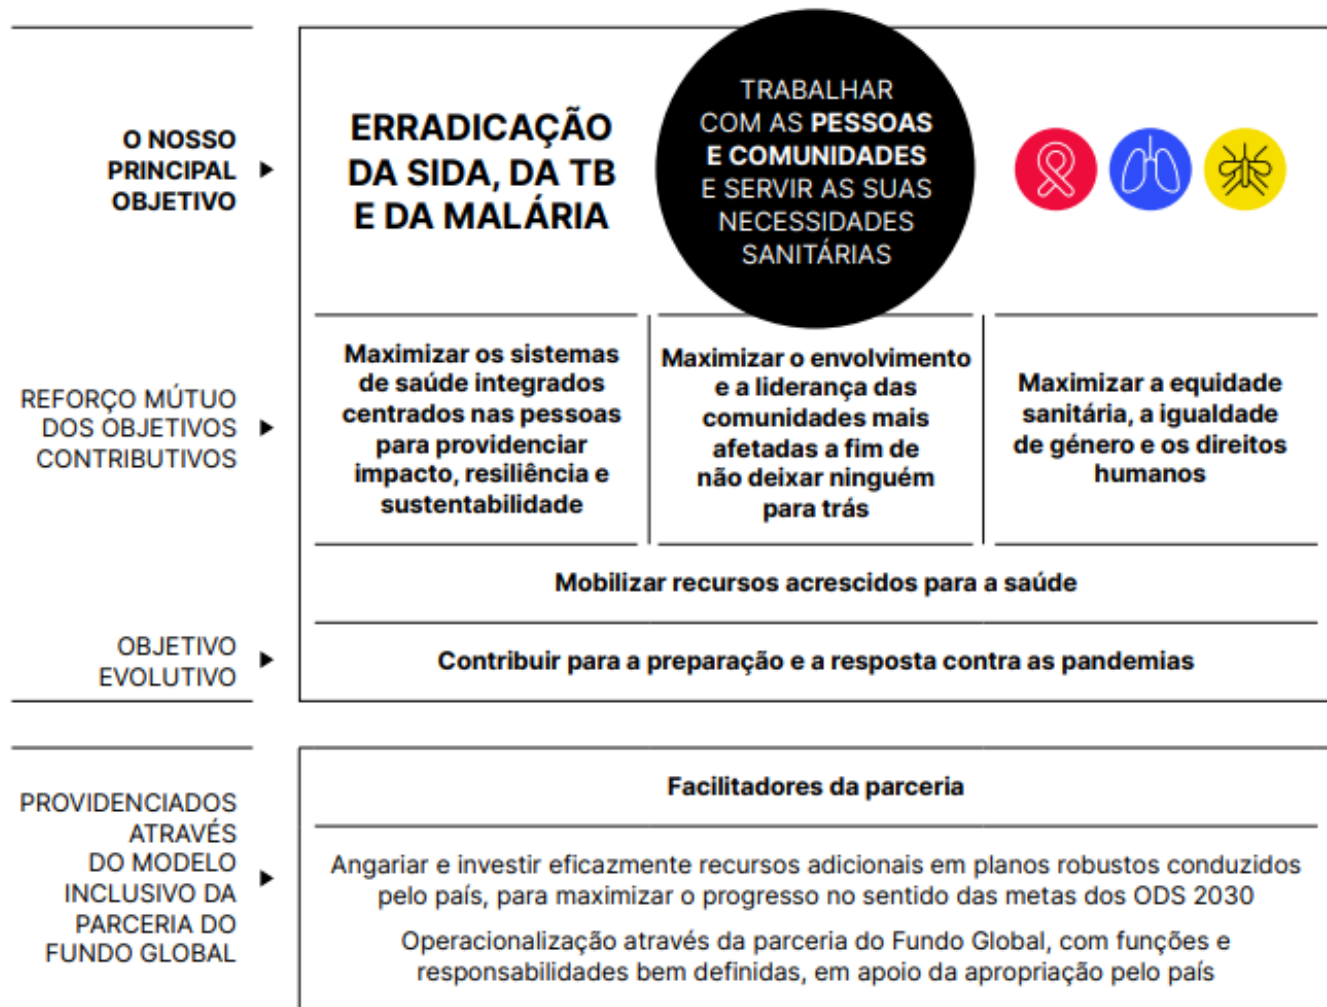 O NOSSO
PRINCIPAL
OBJETIVO
ERRADICAÇÃO
DA SIDA, DA TB
E DA MALÁRIA
TRABALHAR
COM AS PESSOAS
E COMUNIDADES
E SERVIR AS SUAS
NECESSIDADES
SANITÁRIAS
REFORÇO MÚTUO
DOS OBJETIVOS
CONTRIBUTIVOS
Maximizar os sistemas
de saúde integrados
centrados nas pessoas
para providenciar
impacto, resiliência e
sustentabilidade
Maximizar o envolvimento
e a liderança das
comunidades mais
afetadas a fim de
não deixar ninguém
para trás
Maximizar a equidade
sanitária, a igualdade
de género e os direitos
humanos
Mobilizar recursos acrescidos para a saúde
OBJETIVO
EVOLUTIVO
Contribuir para a preparação e a resposta contra as pandemias
PROVIDENCIADOS
ATRAVÉS
DO MODELO
INCLUSIVO DA
PARCERIA DO
FUNDO GLOBAL
Facilitadores da parceria
Angariar e investir eficazmente recursos adicionais em planos robustos conduzidos
pelo país, para maximizar o progresso no sentido das metas dos ODS 2030
Operacionalização através da parceria do Fundo Global, com funções e
responsabilidades bem definidas, em apoio da apropriação pelo país